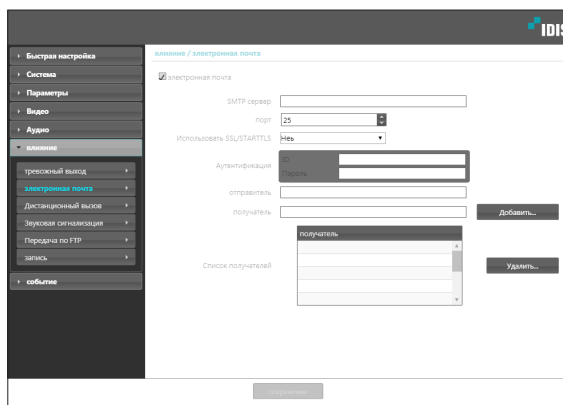 IDIS
Быстрая настройка
Система
Параметры
Видео
Аудио
влияние
тревожный выход
электронная почта
Дистанционный вызов
Звуковая сигнализация
Передача по FTP
запись
событие
влияние / электронная почта
электронная почта
SMTP сервер
порт 25
Использовать SSL/STARTTLS Неь
Аутентификация
ID
Пароль
отправитель
получатель Добавить...
получатель
Список получателей Удалить...